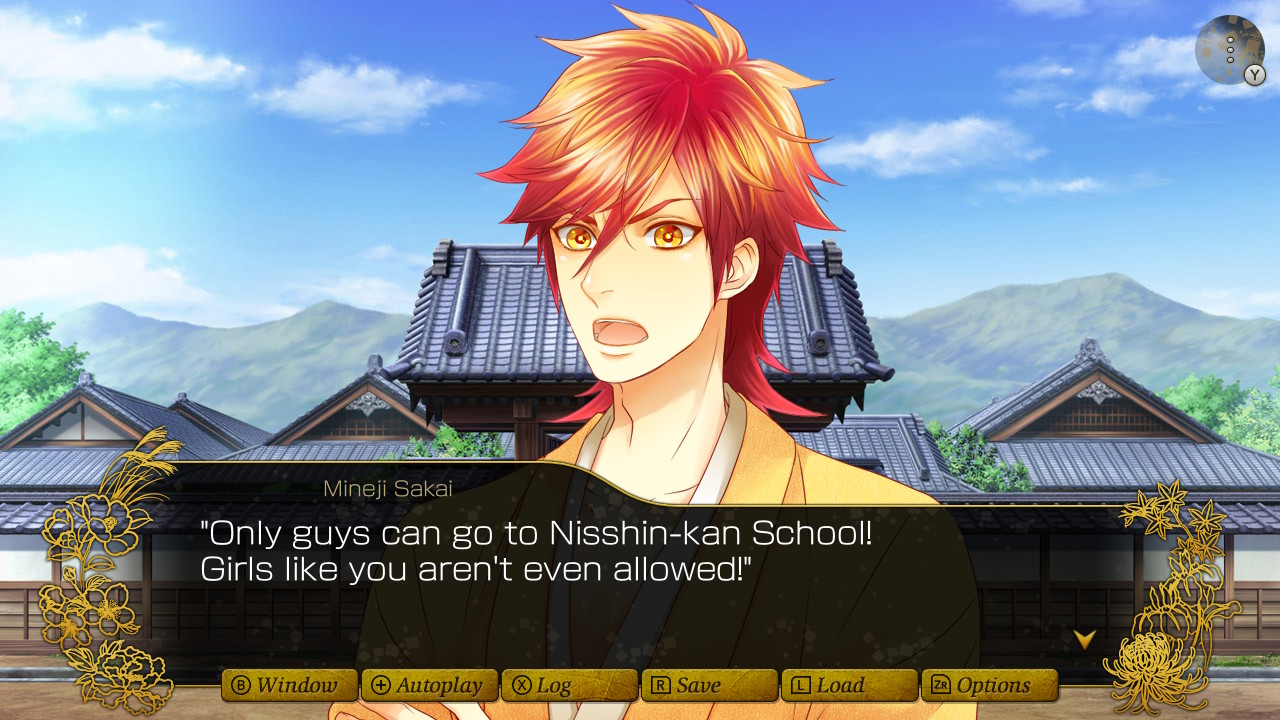 Y
Mineji Sakai
"Only guys can go to Nisshin-kan School!
Girls like you aren't even allowed!"
B Window + Autoplay X Log R Save L Load ZR Options